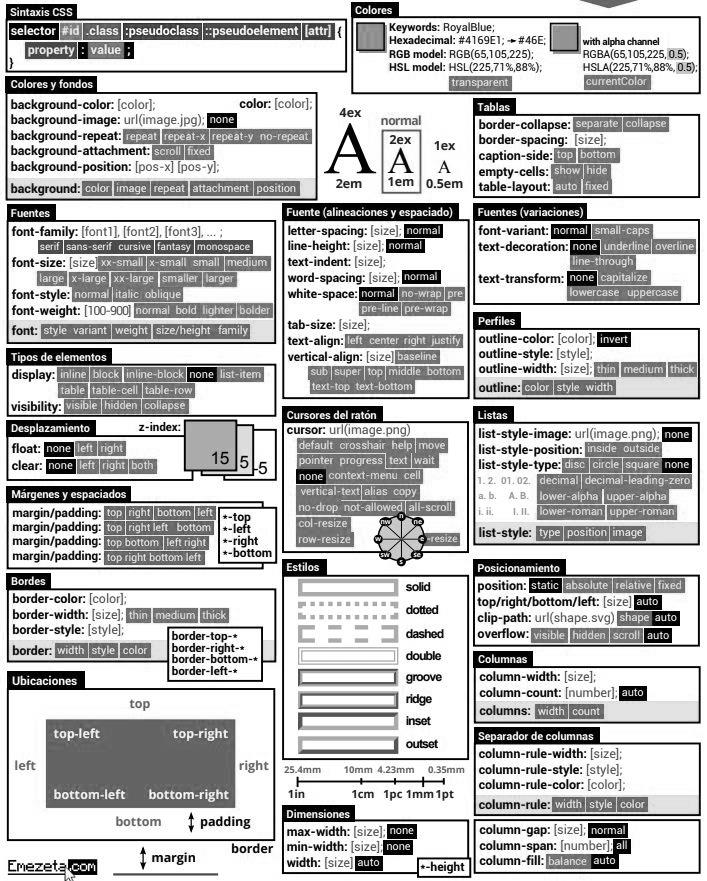 Sintaxis CSS
selector #id .class :pseudoclass ::pseudoelement [attr] {
property : value ;
}
Colores
Keywords: RoyalBlue;
Hexadecimal: #4169E1; → #46E;
RGB model: RGB(65,105,225);
HSL model: HSL(225,71%,88%);
transparent
with alpha channel
RGBA(65,105,225,0.5);
HSLA(225,71%,88%,0.5);
currentColor
Colores y fondos
background-color: [color]; color: [color];
background-image: url(image.jpg); none
background-repeat: repeat repeat-x repeat-y no-repeat
background-attachment: scroll fixed
background-position: [pos-x] [pos-y];
background: color image repeat attachment position
4ex
A
2em
normal
2ex
A
1em
1ex
A
0.5em
Tablas
border-collapse: separate collapse
border-spacing: [size];
caption-side: top bottom
empty-cells: show hide
table-layout: auto fixed
Fuentes
font-family: [font1], [font2], [font3], ... ;
serif sans-serif cursive fantasy monospace
font-size: [size] xx-small x-small small medium
large x-large xx-large smaller larger
font-style: normal italic oblique
font-weight: [100-900] normal bold lighter bolder
font: style variant weight size/height family
Fuente (alineaciones y espaciado)
letter-spacing: [size]; normal
line-height: [size]; normal
text-indent: [size];
word-spacing: [size]; normal
white-space: normal no-wrap pre
pre-line pre-wrap
tab-size: [size];
text-align: left center right justify
vertical-align: [size] baseline
sub super top middle bottom
text-top text-bottom
Fuentes (variaciones)
font-variant: normal small-caps
text-decoration: none underline overline
line-through
text-transform: none capitalize
lowercase uppercase
Perfiles
outline-color: [color]; invert
outline-style: [style];
outline-width: [size]; thin medium thick
outline: color style width
Tipos de elementos
display: inline block inline-block none list-item
table table-cell table-row
visibility: visible hidden collapse
Desplazamiento
z-index:
float: none left right
clear: none left right both
15
5
-5
Cursores del ratón
cursor: url(image.png)
default crosshair help move
pointer progress text wait
none context-menu cell
vertical-text alias copy
no-drop not-allowed all-scroll
col-resize
row-resize
n
ne
e
se
s
sw
w
nw
-resize
Listas
list-style-image: url(image.png); none
list-style-position: inside outside
list-style-type: disc circle square none
1. 2. 01. 02. decimal decimal-leading-zero
a. b. A. B. lower-alpha upper-alpha
i. ii. I. II. lower-roman upper-roman
list-style: type position image
Márgenes y espaciados
margin/padding: top right bottom left
margin/padding: top right left bottom
margin/padding: top bottom left right
margin/padding: top right bottom left
*-top
*-left
*-right
*-bottom
Bordes
border-color: [color];
border-width: [size]; thin medium thick
border-style: [style];
border: width style color
border-top-*
border-right-*
border-bottom-*
border-left-*
Estilos
solid
dotted
dashed
double
groove
ridge
inset
outset
Posicionamiento
position: static absolute relative fixed
top/right/bottom/left: [size] auto
clip-path: url(shape.svg) shape auto
overflow: visible hidden scroll auto
Columnas
column-width: [size];
column-count: [number]; auto
columns: width count
Ubicaciones
top
top-left top-right
left right
bottom-left bottom-right
bottom
padding
border
margin
Emezeta.com
25.4mm 10mm 4.23mm 0.35mm
1in 1cm 1pc 1mm 1pt
Dimensiones
max-width: [size]; none
min-width: [size]; none
width: [size] auto
*-height
Separador de columnas
column-rule-width: [size];
column-rule-style: [style];
column-rule-color: [color];
column-rule: width style color
column-gap: [size]; normal
column-span: [number]; all
column-fill: balance auto